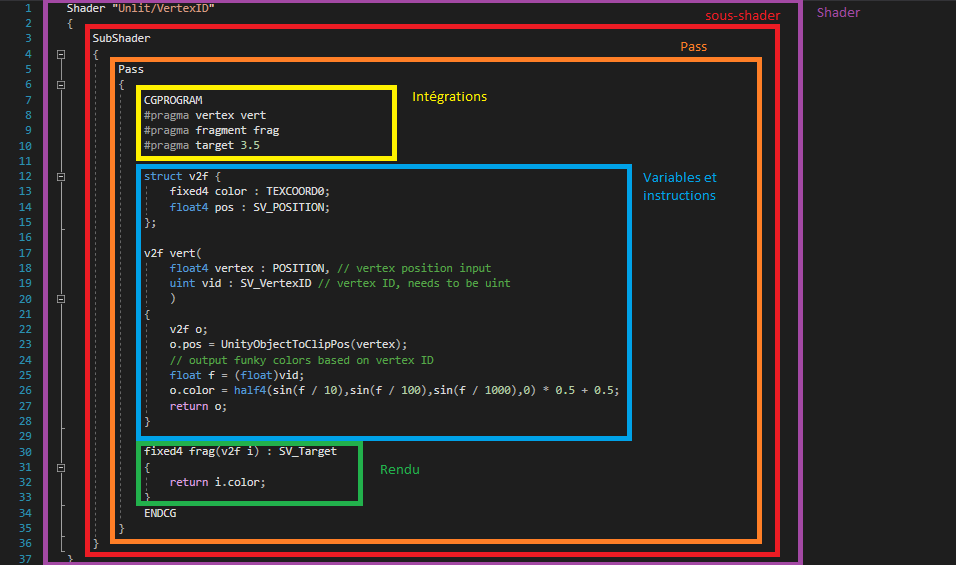 1 Shader "Unlit/VertexID" Shader
2 {
sous-shader
3 SubShader
Pass
4 {
5 Pass
6 {
7 CGPROGRAM Intégrations
8 #pragma vertex vert
9 #pragma fragment frag
10 #pragma target 3.5
11
12 struct v2f { Variables et
13 fixed4 color : TEXCOORD0; instructions
14 float4 pos : SV_POSITION;
15 };
16
17 v2f vert(
18 float4 vertex : POSITION, // vertex position input
19 uint vid : SV_VertexID // vertex ID, needs to be uint
20 )
21 {
22 v2f o;
23 o.pos = UnityObjectToClipPos(vertex);
24 // output funky colors based on vertex ID
25 float f = (float)vid;
26 o.color = half4(sin(f / 10),sin(f / 100),sin(f / 1000),0) * 0.5 + 0.5;
27 return o;
28 }
29
30 fixed4 frag(v2f i) : SV_Target
31 { Rendu
32 return i.color;
33 }
34 ENDCG
35 }
36 }
37 }